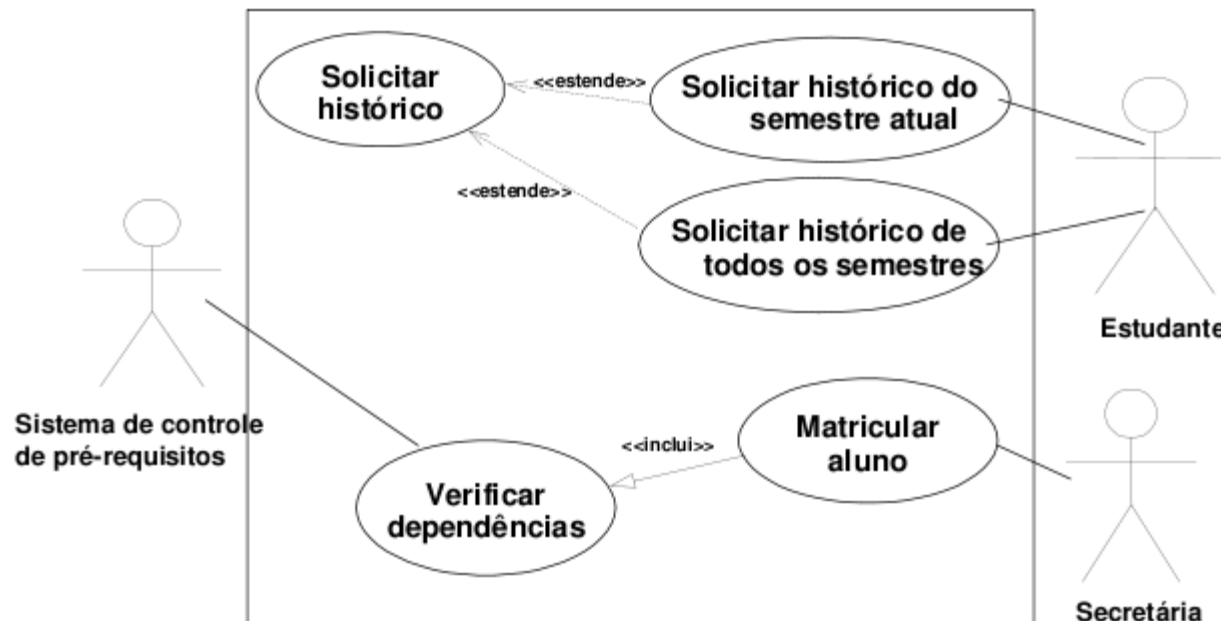 Solicitar
histórico
<<estende>>
Solicitar histórico do
semestre atual
<<estende>>
Solicitar histórico de
todos os semestres
Estudante
Sistema de controle
de pré-requisitos
<<inclui>>
Matricular
aluno
Verificar
dependências
Secretária